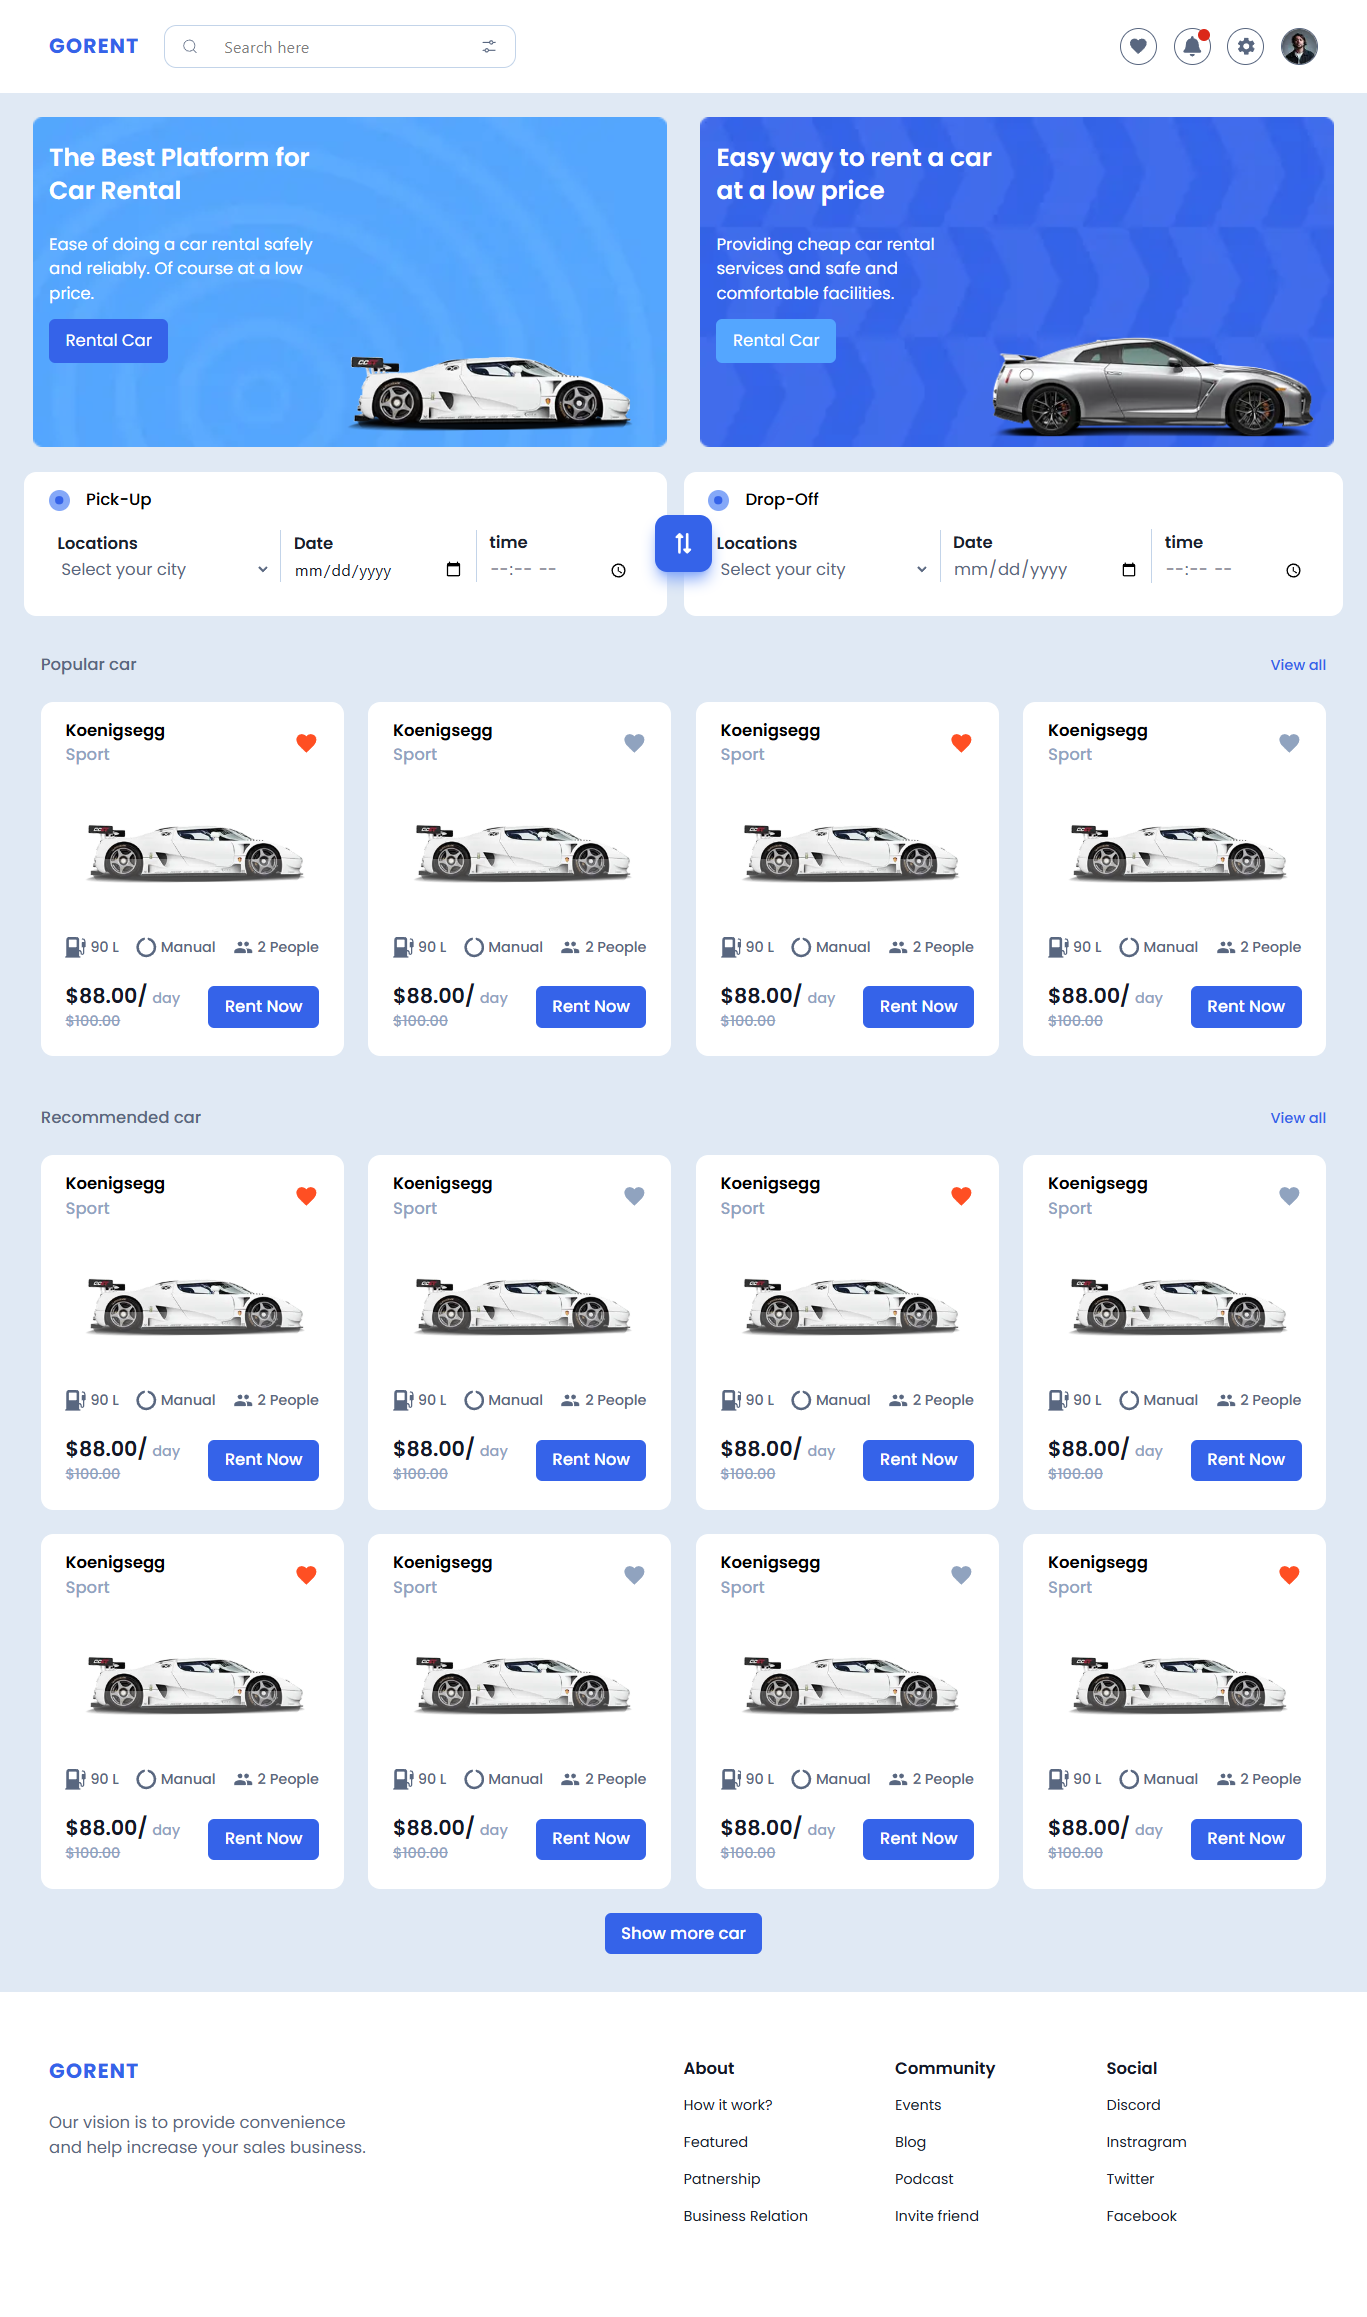 GORENT
Search here
The Best Platform for
Car Rental
Ease of doing a car rental safely
and reliably. Of course at a low
price.
Rental Car
Easy way to rent a car
at a low price
Providing cheap car rental
services and safe and
comfortable facilities.
Rental Car
Pick-Up
Locations
Select your city
Date
mm/dd/yyyy
time
--:-- --
Drop-Off
Locations
Select your city
Date
mm/dd/yyyy
time
--:-- --
Popular car
View all
Koenigsegg
Sport
90 L Manual 2 People
$88.00/ day
$100.00
Rent Now
Koenigsegg
Sport
90 L Manual 2 People
$88.00/ day
$100.00
Rent Now
Koenigsegg
Sport
90 L Manual 2 People
$88.00/ day
$100.00
Rent Now
Koenigsegg
Sport
90 L Manual 2 People
$88.00/ day
$100.00
Rent Now
Recommended car
View all
Koenigsegg
Sport
90 L Manual 2 People
$88.00/ day
$100.00
Rent Now
Koenigsegg
Sport
90 L Manual 2 People
$88.00/ day
$100.00
Rent Now
Koenigsegg
Sport
90 L Manual 2 People
$88.00/ day
$100.00
Rent Now
Koenigsegg
Sport
90 L Manual 2 People
$88.00/ day
$100.00
Rent Now
Koenigsegg
Sport
90 L Manual 2 People
$88.00/ day
$100.00
Rent Now
Koenigsegg
Sport
90 L Manual 2 People
$88.00/ day
$100.00
Rent Now
Koenigsegg
Sport
90 L Manual 2 People
$88.00/ day
$100.00
Rent Now
Koenigsegg
Sport
90 L Manual 2 People
$88.00/ day
$100.00
Rent Now
Show more car
GORENT
Our vision is to provide convenience
and help increase your sales business.
About
How it work?
Featured
Patnership
Business Relation
Community
Events
Blog
Podcast
Invite friend
Social
Discord
Instragram
Twitter
Facebook